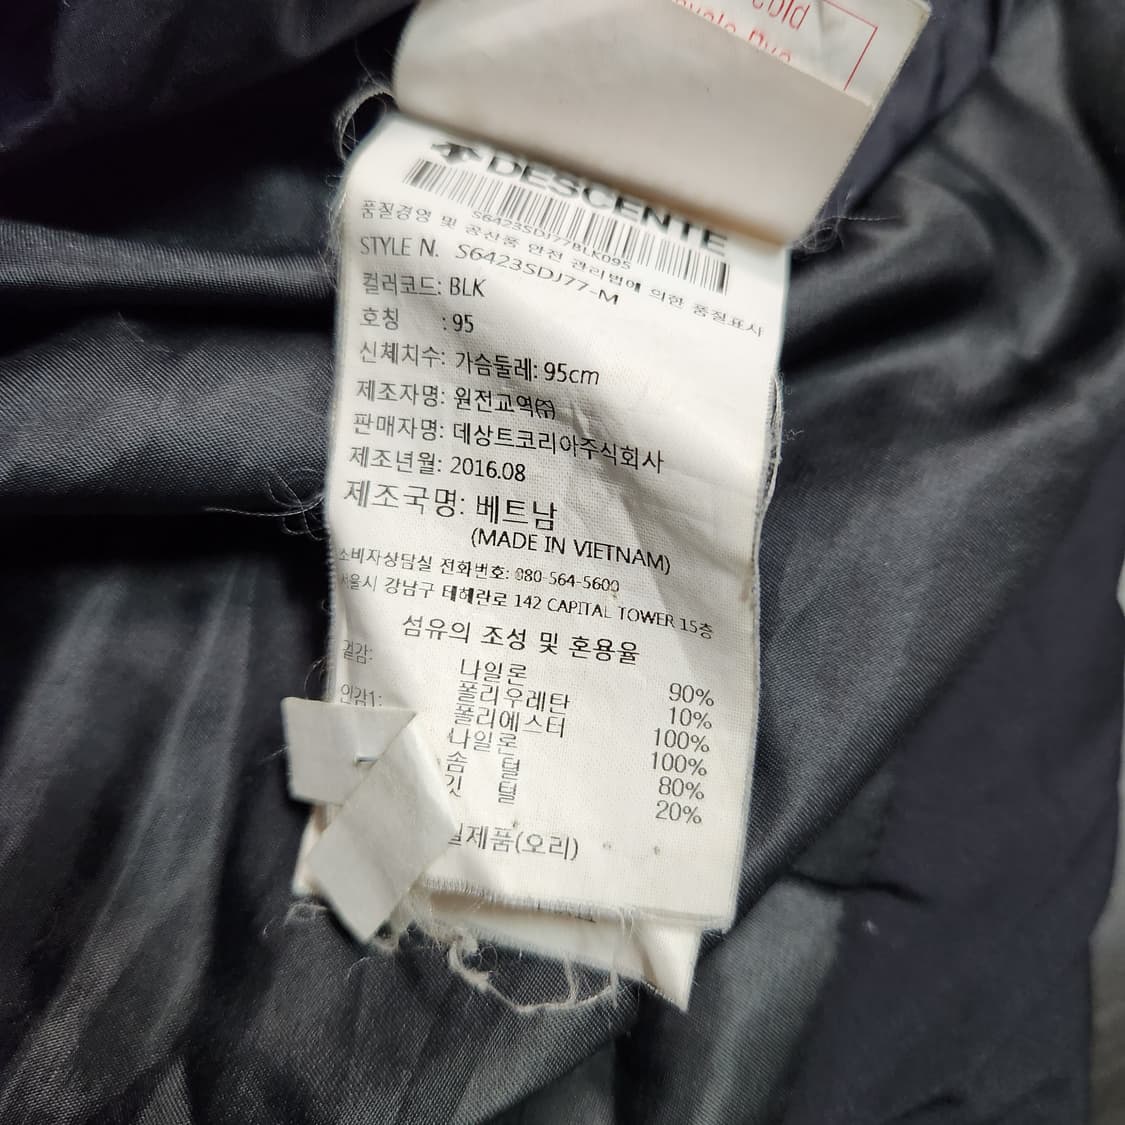 cold
DESCENTE
S6423SDJ77BLK095
품질경영 및 공산품 안전 관리법에 의한 품질표시
STYLE N. S6423SDJ77-M
컬러코드: BLK
호칭 : 95
신체치수: 가슴둘레: 95cm
제조자명: 원전교역㈜
판매자명: 데상트코리아주식회사
제조년월: 2016.08
제조국명: 베트남
(MADE IN VIETNAM)
소비자상담실 전화번호: 080-564-5600
서울시 강남구 테헤란로 142 CAPITAL TOWER 15층
섬유의 조성 및 혼용율
겉감: 나일론 90%
폴리우레탄 10%
안감1: 폴리에스터 100%
나일론 100%
솜 털 80%
깃 털 20%
제품(오리)